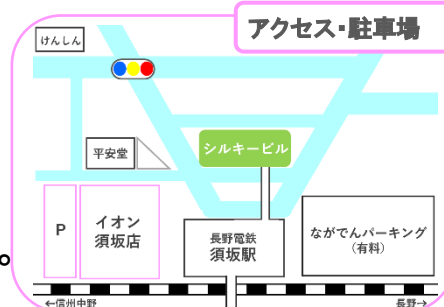 アクセス・駐車場
けんしん
平安堂
シルキービル
P
イオン
須坂店
長野電鉄
須坂駅
ながでんパーキング
(有料)
←信州中野
長野→